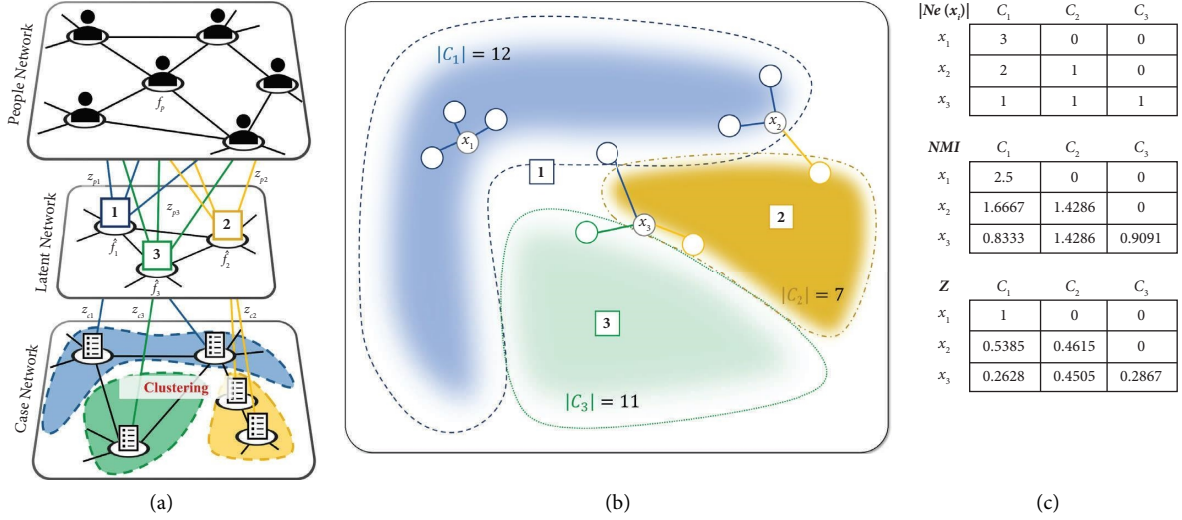 People Network
f_p
z_p1
z_p3
z_p2
Latent Network
1
2
3
f̂_1
f̂_2
f̂_3
z_c1
z_c3
z_c2
Case Network
Clustering
(a)
|C_1| = 12
x_1
x_2
1
x_3
2
|C_2| = 7
3
|C_3| = 11
(b)
|Ne (x_i)| C_1 C_2 C_3
x_1 3 0 0
x_2 2 1 0
x_3 1 1 1
NMI C_1 C_2 C_3
x_1 2.5 0 0
x_2 1.6667 1.4286 0
x_3 0.8333 1.4286 0.9091
Z C_1 C_2 C_3
x_1 1 0 0
x_2 0.5385 0.4615 0
x_3 0.2628 0.4505 0.2867
(c)